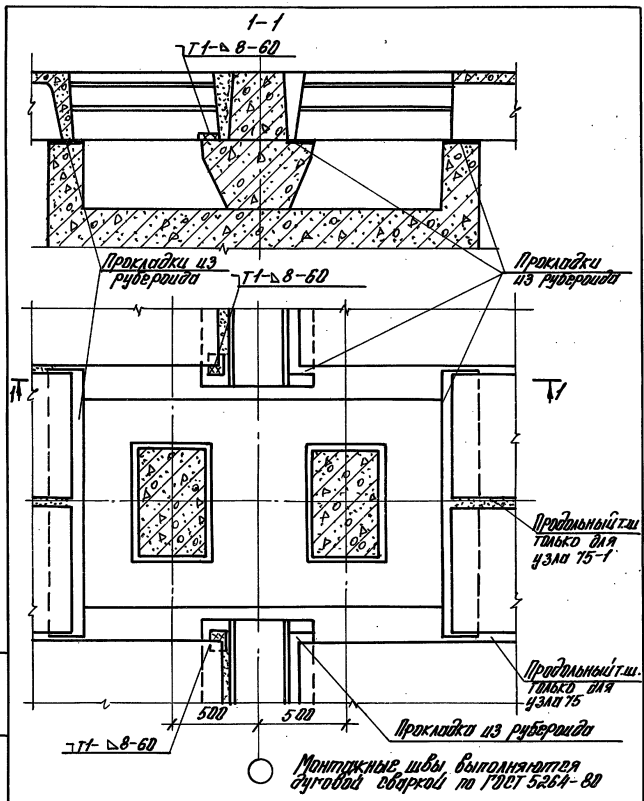 1-1
Т1-⊿8-60
Прокладки из
рубероида
Т1-⊿8-60
Прокладки
из рубероида
1
1
Продольный т.ш.
только для
узла 75-1
Продольный т.ш.
только для
узла 75
500
500
Прокладка из рубероида
Т1-⊿8-60
Монтажные швы выполняются
дуговой сваркой по ГОСТ 5264-80